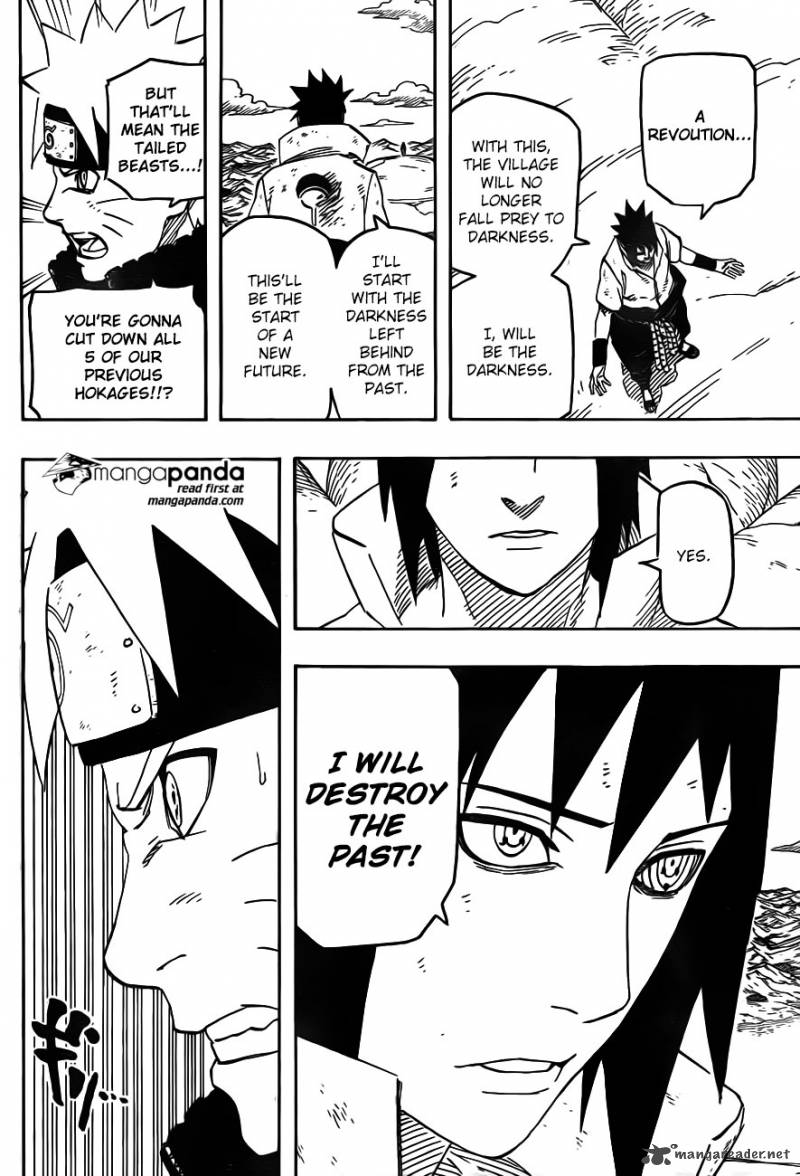 A
REVOUTION...
WITH THIS,
THE VILLAGE
WILL NO
LONGER
FALL PREY TO
DARKNESS.
I, WILL
BE THE
DARKNESS.
I'LL
START
WITH THE
DARKNESS
LEFT
BEHIND
FROM THE
PAST.
THIS'LL
BE THE
START
OF A
NEW
FUTURE.
BUT
THAT'LL
MEAN THE
TAILED
BEASTS...!
YOU'RE GONNA
CUT DOWN ALL
5 OF OUR
PREVIOUS
HOKAGES!!?
YES.
I WILL
DESTROY
THE
PAST!
mangapanda
read first at
mangapanda.com
ギリ...
mangareader.net